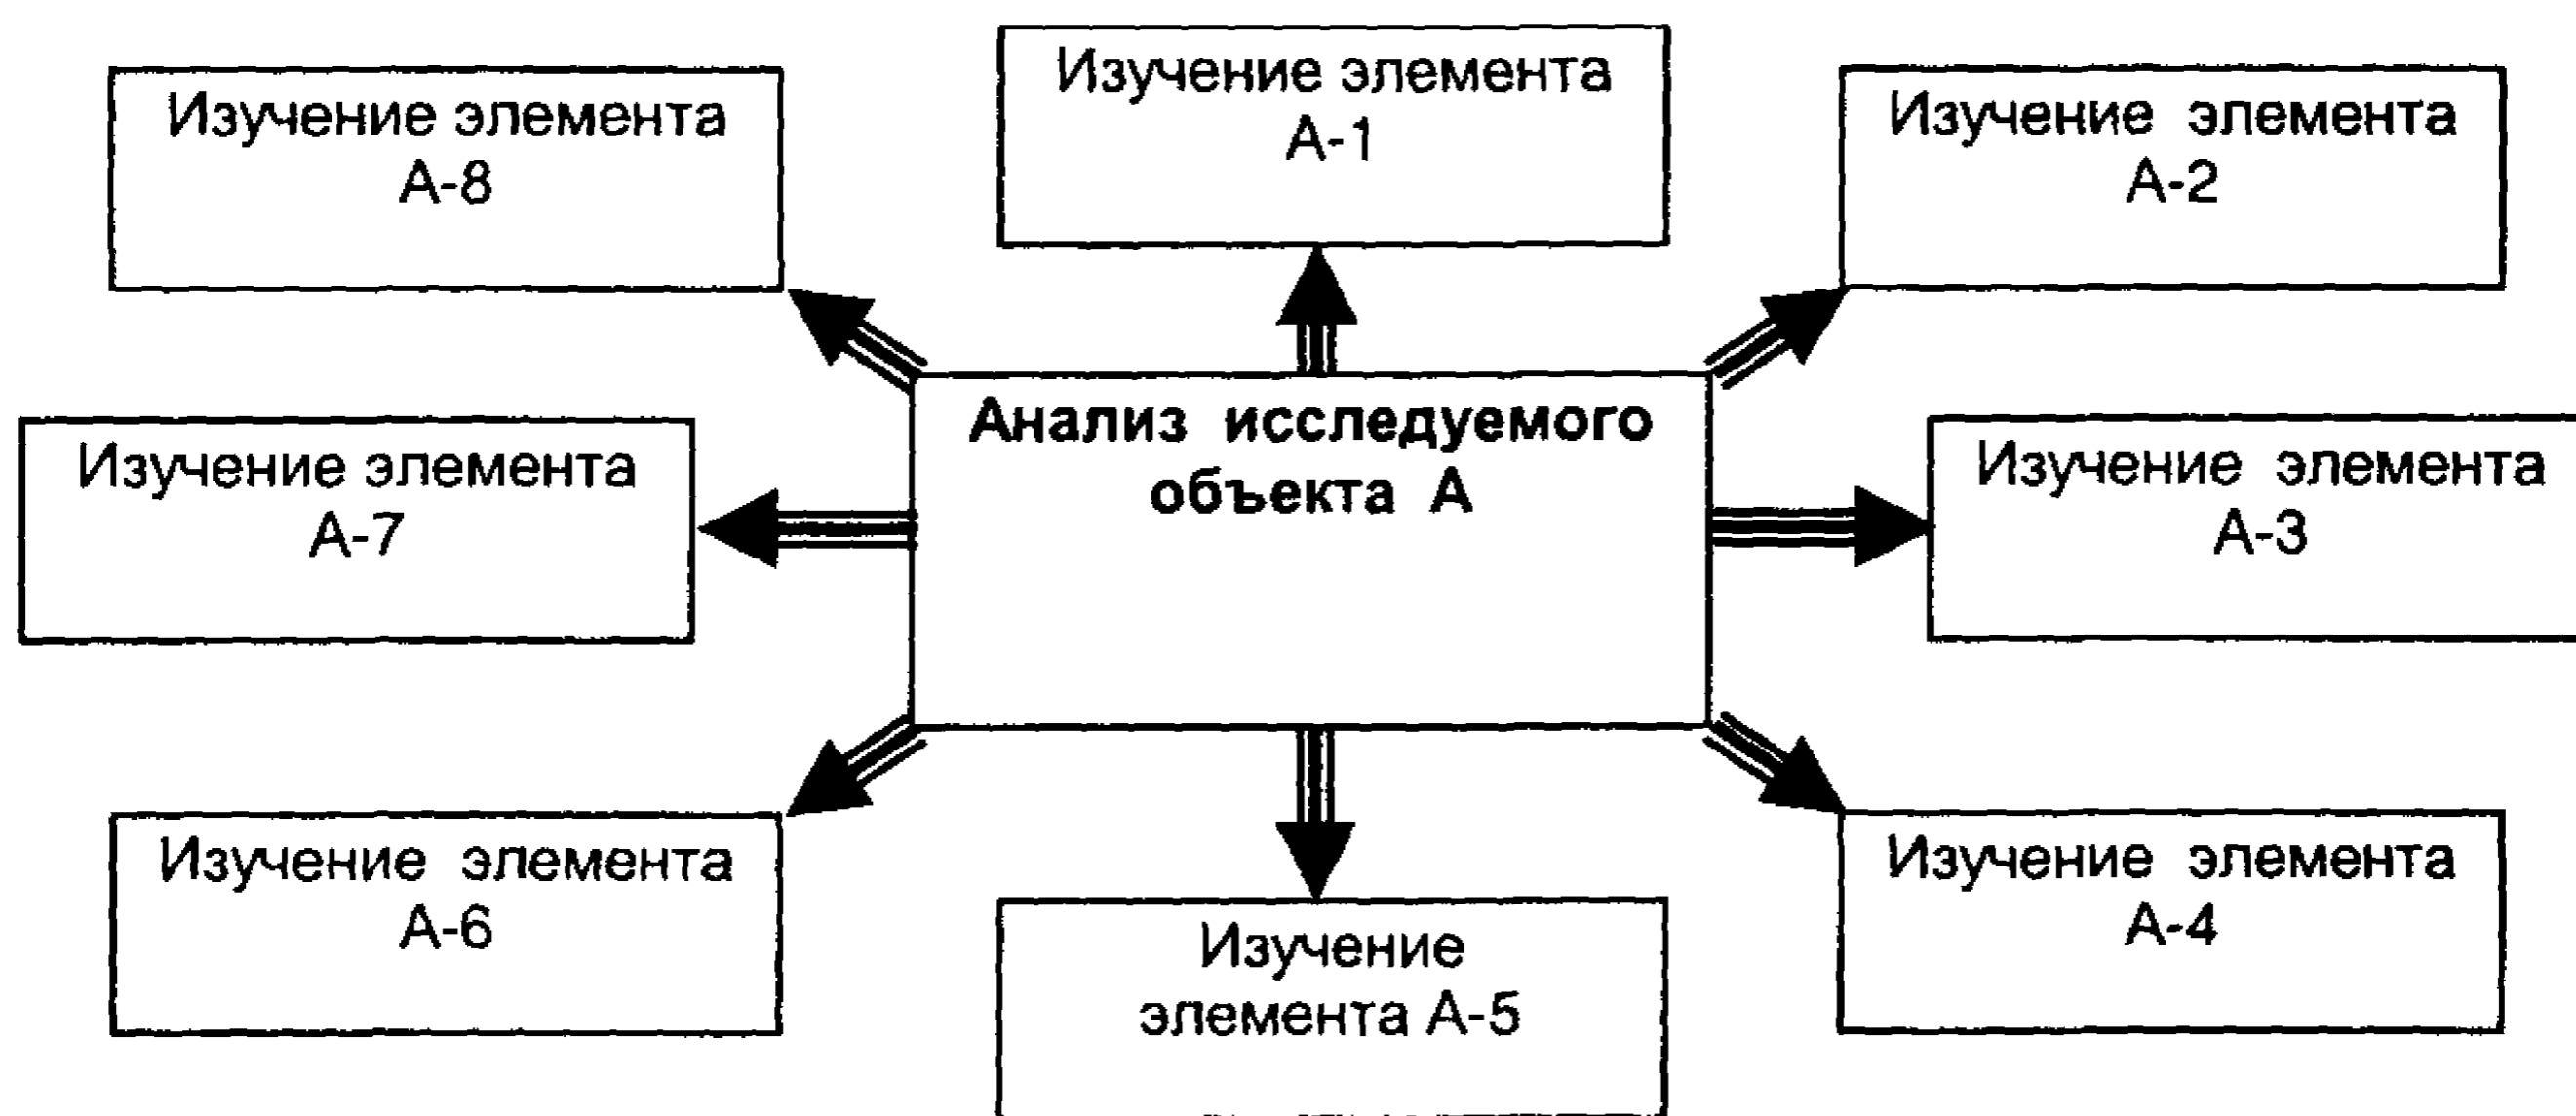 Изучение элемента
А-1
Изучение элемента
А-8
Изучение элемента
А-2
Анализ исследуемого
объекта А
Изучение элемента
А-7
Изучение элемента
А-3
Изучение элемента
А-6
Изучение элемента
А-4
Изучение
элемента А-5